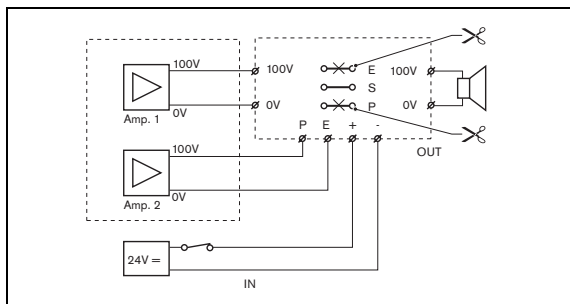 100V
0V
Amp. 1
100V
0V
Amp. 2
24V =
IN
100V
0V
E
S
P
P E + -
100V
0V
OUT